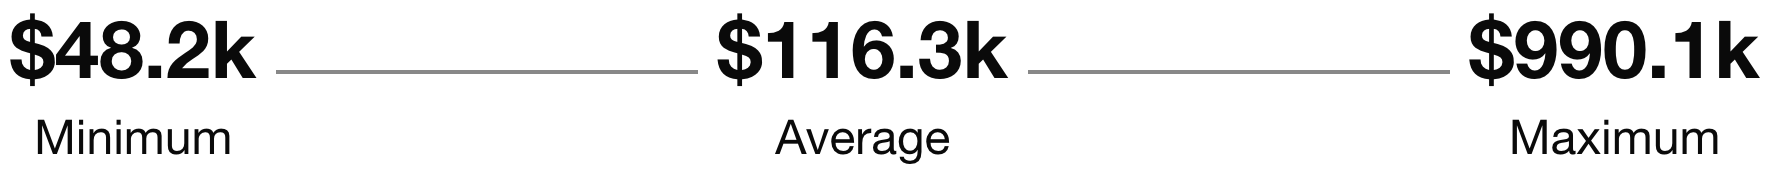 $48.2k $116.3k $990.1k
Minimum Average Maximum